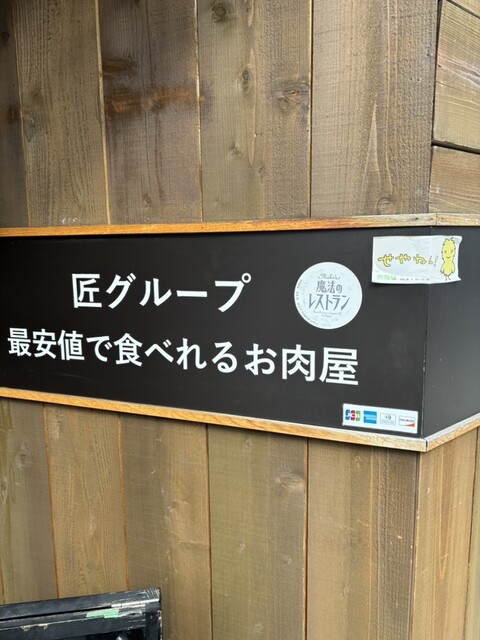 匠グループ
最安値で食べれるお肉屋
魔法の
レストラン
せやねん!
JCB